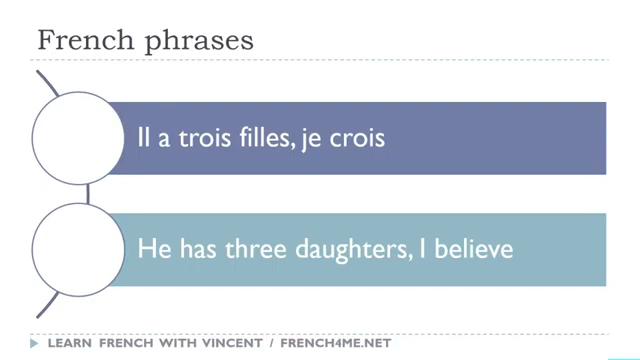 French phrases
Il a trois filles, je crois
He has three daughters, I believe
LEARN FRENCH WITH VINCENT / FRENCH4ME.NET